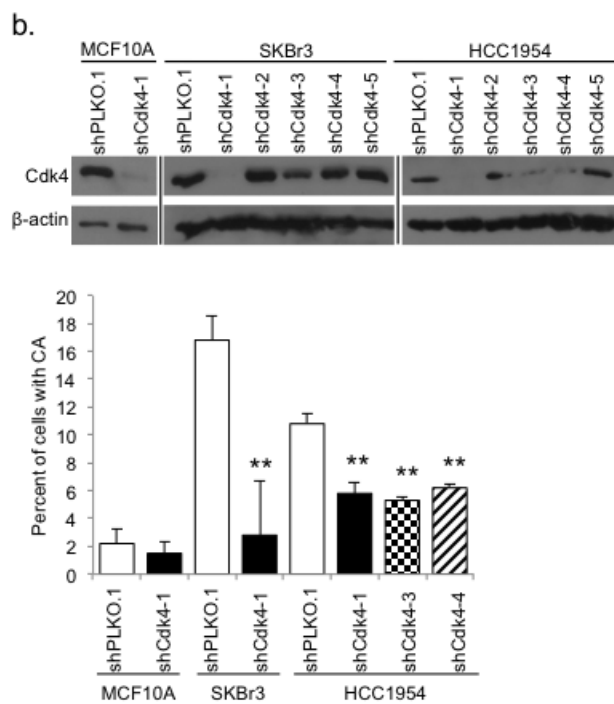 b.
MCF10A SKBr3 HCC1954
shPLKO.1 shCdk4-1 shPLKO.1 shCdk4-1 shCdk4-2 shCdk4-3 shCdk4-4 shCdk4-5 shPLKO.1 shCdk4-1 shCdk4-2 shCdk4-3 shCdk4-4 shCdk4-5
Cdk4
β-actin
Percent of cells with CA
20
18
16
14
12
10
8
6
4
2
0
** ** ** **
shPLKO.1 shCdk4-1 shPLKO.1 shCdk4-1 shPLKO.1 shCdk4-1 shCdk4-3 shCdk4-4
MCF10A SKBr3 HCC1954